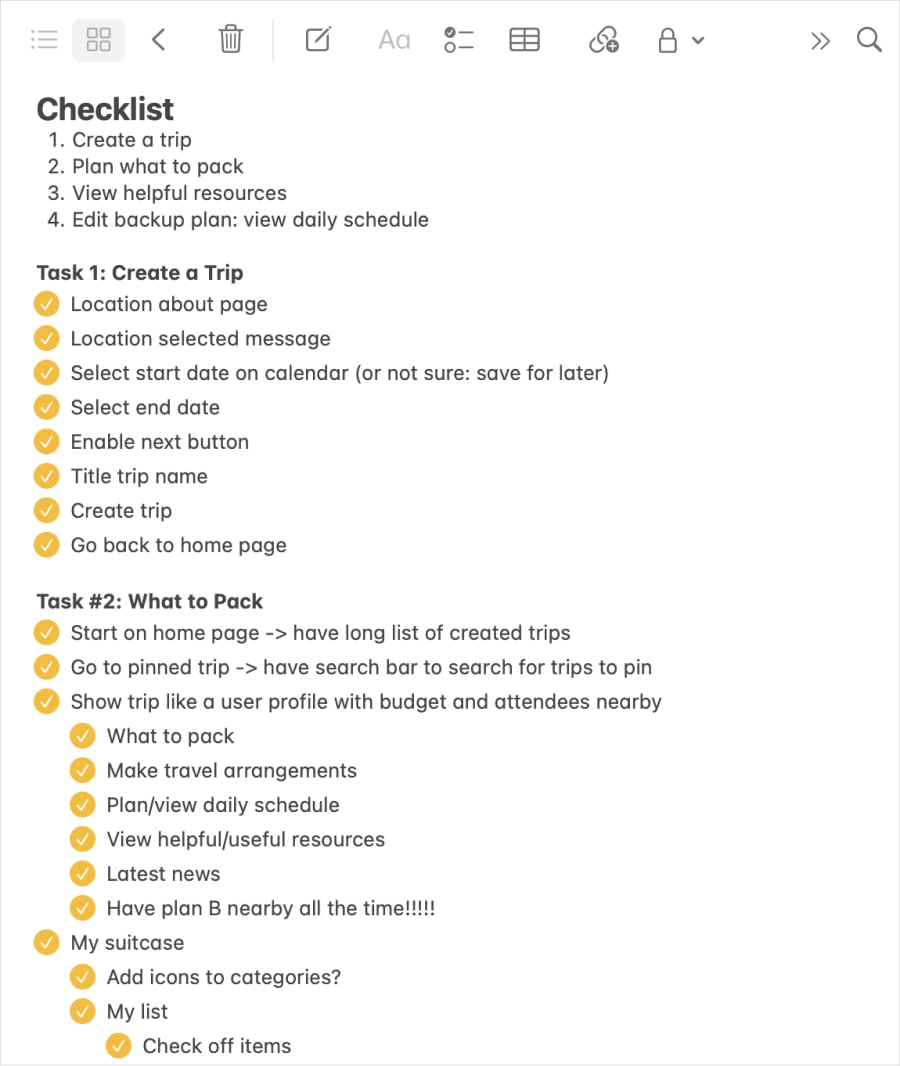 Aa
Checklist
1. Create a trip
2. Plan what to pack
3. View helpful resources
4. Edit backup plan: view daily schedule
Task 1: Create a Trip
Location about page
Location selected message
Select start date on calendar (or not sure: save for later)
Select end date
Enable next button
Title trip name
Create trip
Go back to home page
Task #2: What to Pack
Start on home page -> have long list of created trips
Go to pinned trip -> have search bar to search for trips to pin
Show trip like a user profile with budget and attendees nearby
What to pack
Make travel arrangements
Plan/view daily schedule
View helpful/useful resources
Latest news
Have plan B nearby all the time!!!!!
My suitcase
Add icons to categories?
My list
Check off items